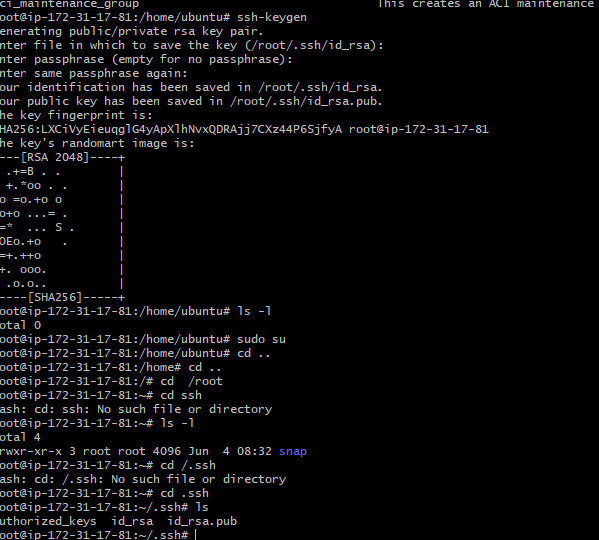 ci_maintenance_group This creates an ACI maintenance
oot@ip-172-31-17-81:/home/ubuntu# ssh-keygen
enerating public/private rsa key pair.
nter file in which to save the key (/root/.ssh/id_rsa):
nter passphrase (empty for no passphrase):
nter same passphrase again:
our identification has been saved in /root/.ssh/id_rsa.
our public key has been saved in /root/.ssh/id_rsa.pub.
he key fingerprint is:
HA256:LXCiVyEieuqglG4yApXlhNvxQDRAjj7CXz44P6SjfyA root@ip-172-31-17-81
he key's randomart image is:
---[RSA 2048]----+
 .+=B . .        |
 +.*oo . .       |
o =o.+o o        |
o+o ...= .       |
=*  ... S .      |
OEo.+o   .       |
=+.++o           |
+. ooo.          |
 .o.o..          |
----[SHA256]-----+
oot@ip-172-31-17-81:/home/ubuntu# ls -l
otal 0
oot@ip-172-31-17-81:/home/ubuntu# sudo su
oot@ip-172-31-17-81:/home/ubuntu# cd ..
oot@ip-172-31-17-81:/home# cd ..
oot@ip-172-31-17-81:/# cd  /root
oot@ip-172-31-17-81:~# cd ssh
ash: cd: ssh: No such file or directory
oot@ip-172-31-17-81:~# ls -l
otal 4
rwxr-xr-x 3 root root 4096 Jun  4 08:32 snap
oot@ip-172-31-17-81:~# cd /.ssh
ash: cd: /.ssh: No such file or directory
oot@ip-172-31-17-81:~# cd .ssh
oot@ip-172-31-17-81:~/.ssh# ls
uthorized_keys  id_rsa  id_rsa.pub
oot@ip-172-31-17-81:~/.ssh#